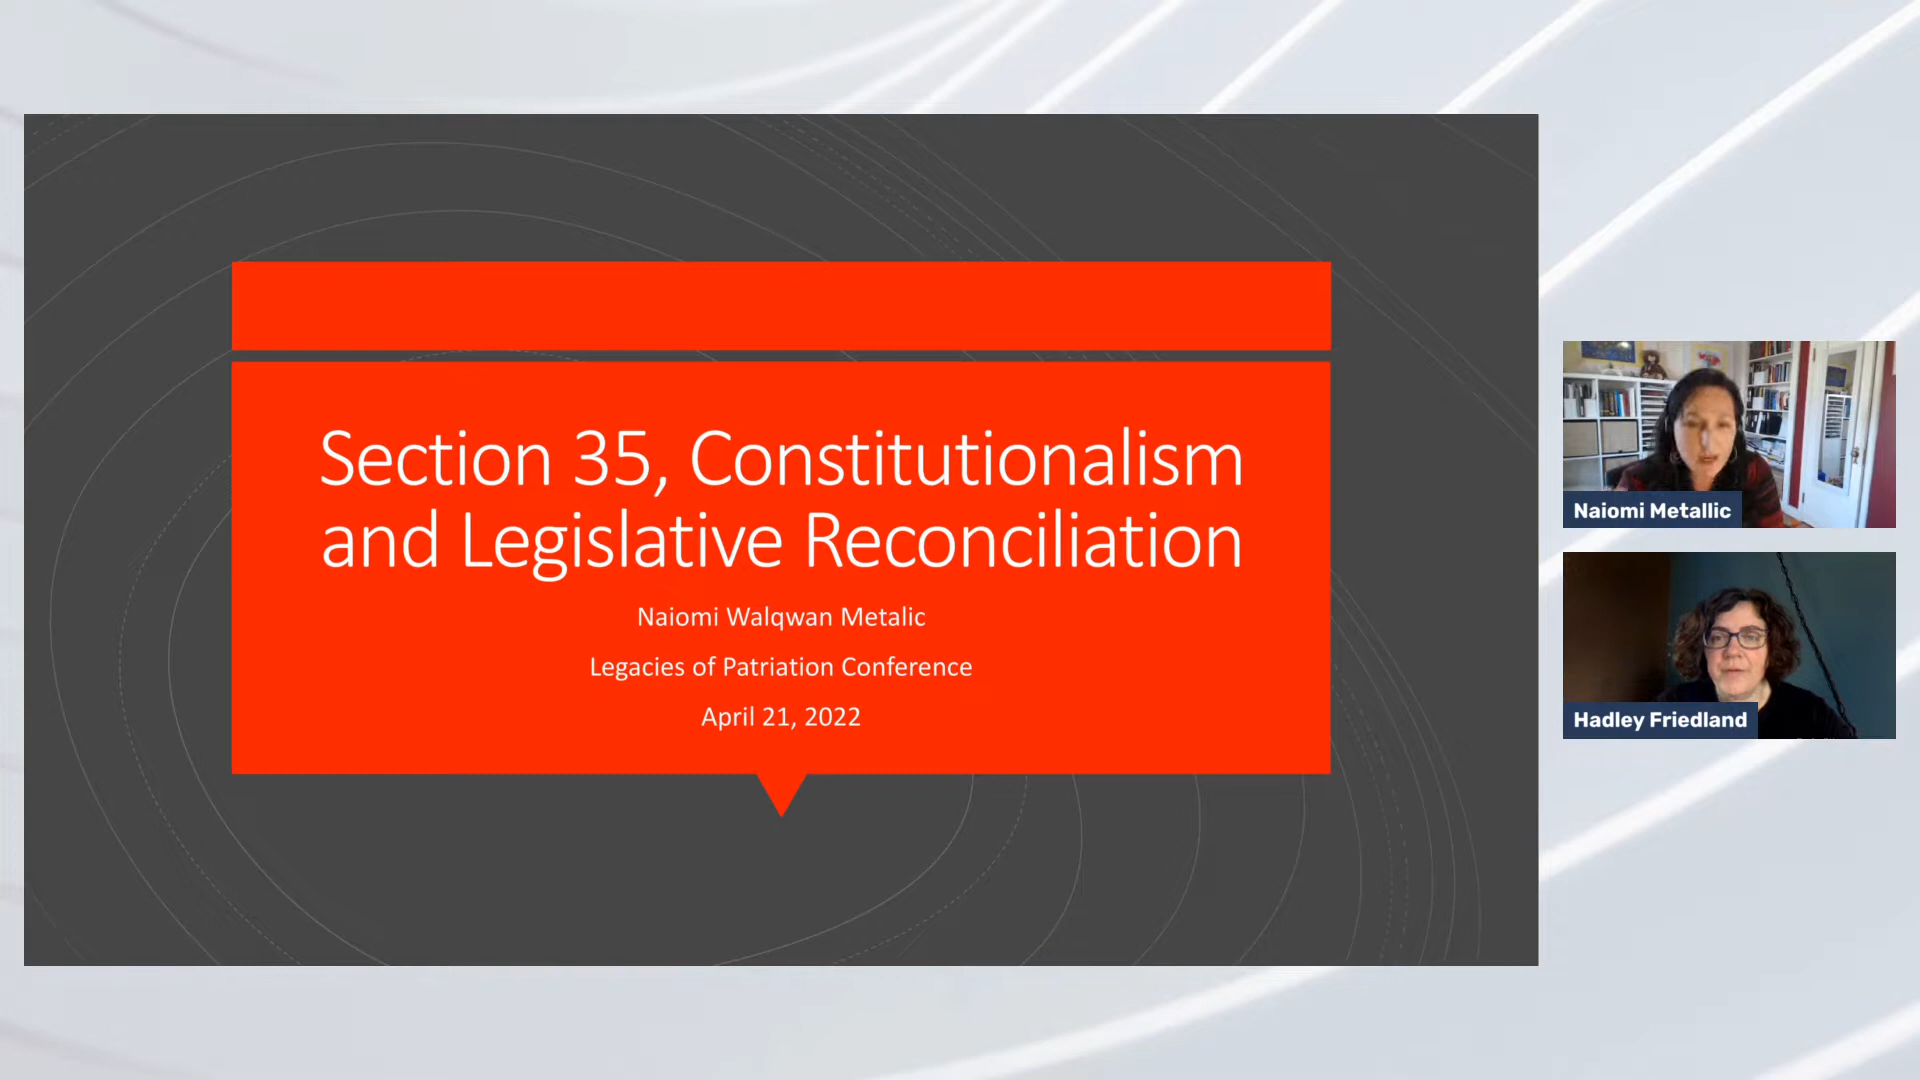 Section 35, Constitutionalism
and Legislative Reconciliation
Naiomi Walqwan Metalic
Legacies of Patriation Conference
April 21, 2022
Naiomi Metallic
Hadley Friedland